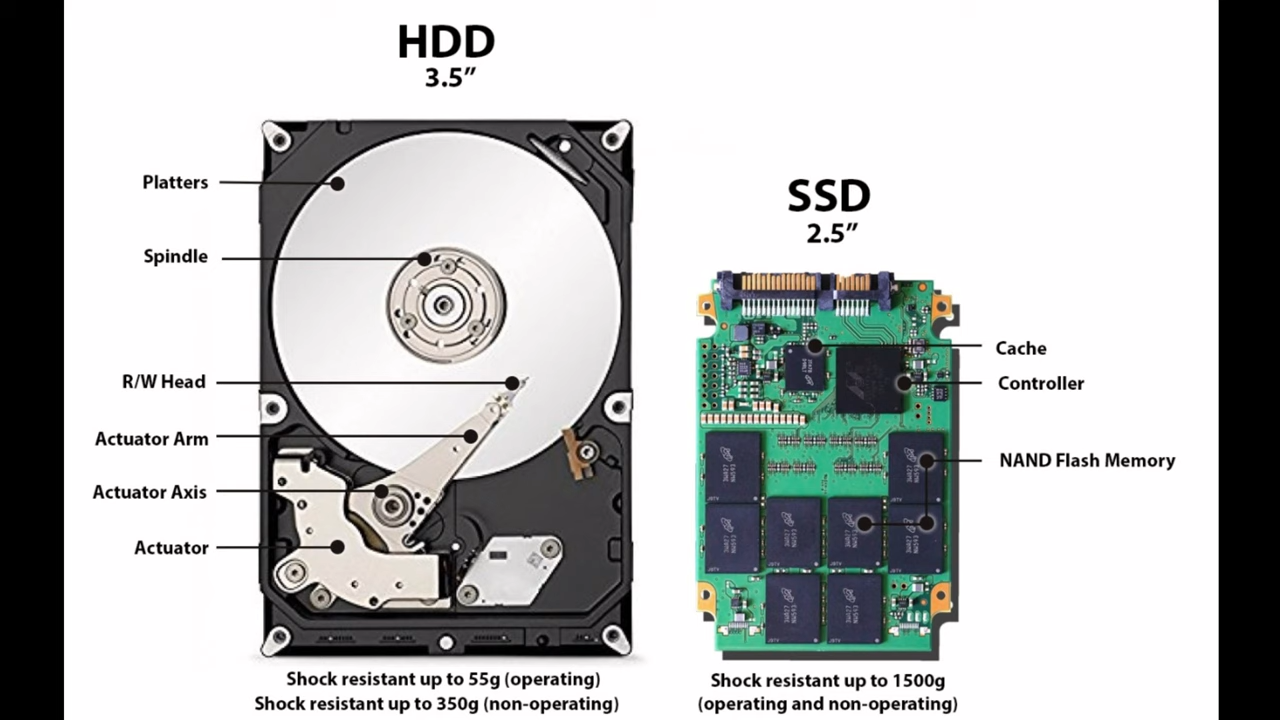 HDD
3.5”
Platters
Spindle
R/W Head
Actuator Arm
Actuator Axis
Actuator
Shock resistant up to 55g (operating)
Shock resistant up to 350g (non-operating)
SSD
2.5”
Cache
Controller
NAND Flash Memory
Shock resistant up to 1500g
(operating and non-operating)